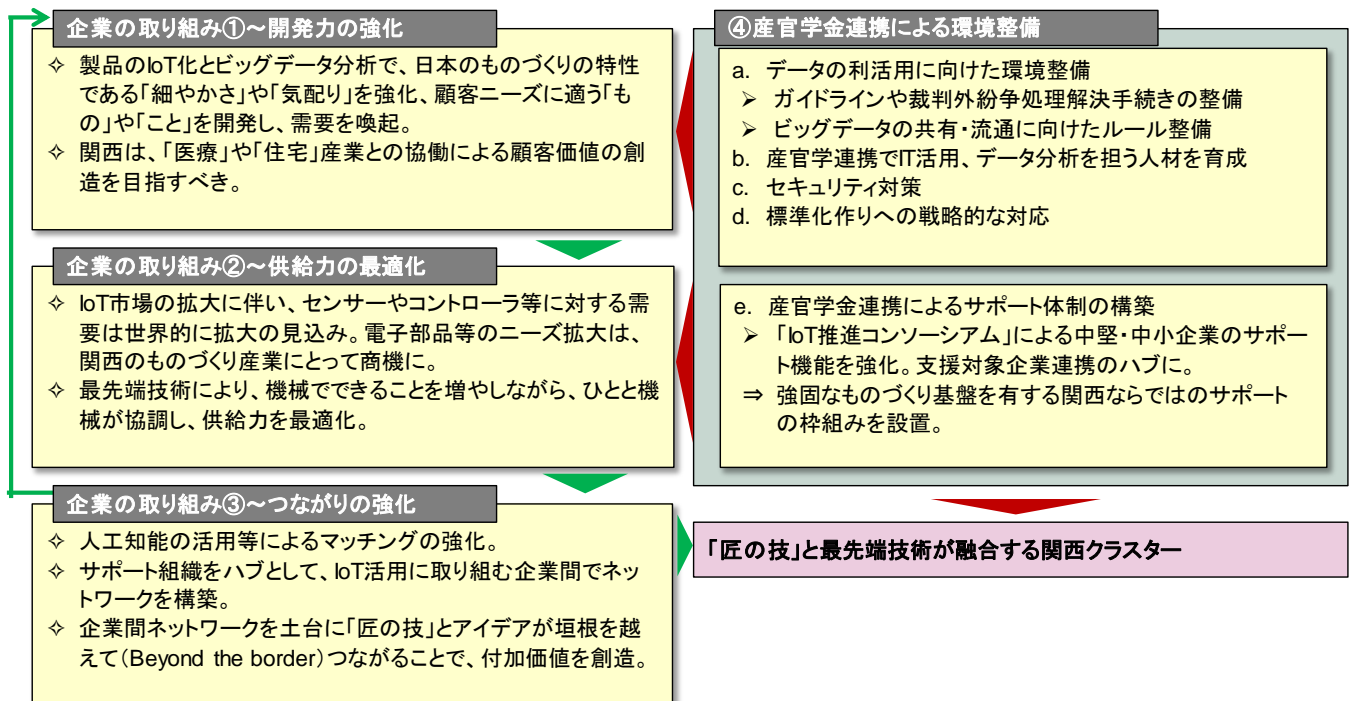 企業の取り組み①～開発力の強化
✧ 製品のIoT化とビッグデータ分析で、日本のものづくりの特性
である「細やかさ」や「気配り」を強化、顧客ニーズに適う「も
の」や「こと」を開発し、需要を喚起。
✧ 関西は、「医療」や「住宅」産業との協働による顧客価値の創
造を目指すべき。
企業の取り組み②～供給力の最適化
✧ IoT市場の拡大に伴い、センサーやコントローラ等に対する需
要は世界的に拡大の見込み。電子部品等のニーズ拡大は、
関西のものづくり産業にとって商機に。
✧ 最先端技術により、機械でできることを増やしながら、ひとと機
械が協調し、供給力を最適化。
企業の取り組み③～つながりの強化
✧ 人工知能の活用等によるマッチングの強化。
✧ サポート組織をハブとして、IoT活用に取り組む企業間でネッ
トワークを構築。
✧ 企業間ネットワークを土台に「匠の技」とアイデアが垣根を越
えて(Beyond the border)つながることで、付加価値を創造。
④産官学金連携による環境整備
a. データの利活用に向けた環境整備
➢ ガイドラインや裁判外紛争処理解決手続きの整備
➢ ビッグデータの共有・流通に向けたルール整備
b. 産官学連携でIT活用、データ分析を担う人材を育成
c. セキュリティ対策
d. 標準化作りへの戦略的な対応
e. 産官学金連携によるサポート体制の構築
➢ 「IoT推進コンソーシアム」による中堅・中小企業のサポー
ト機能を強化。支援対象企業連携のハブに。
⇒ 強固なものづくり基盤を有する関西ならではのサポート
の枠組みを設置。
「匠の技」と最先端技術が融合する関西クラスター